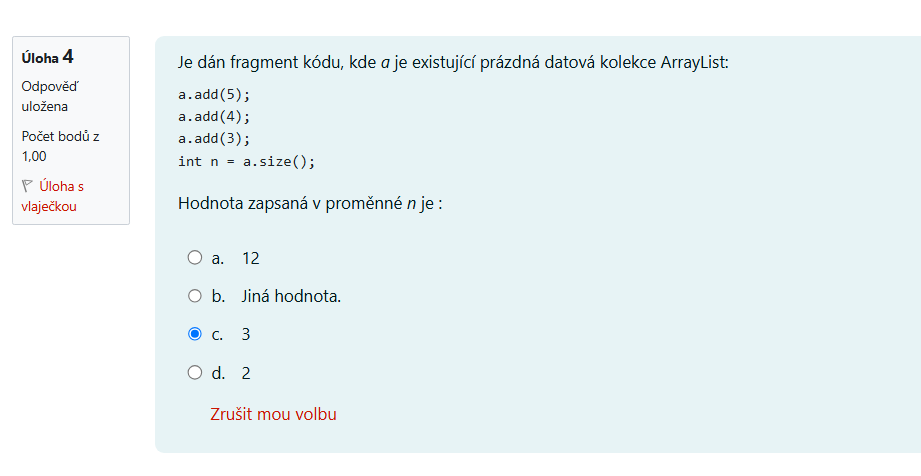 Úloha 4
Odpověď
uložena
Počet bodů z
1,00
Úloha s
vlaječkou
Je dán fragment kódu, kde a je existující prázdná datová kolekce ArrayList:
a.add(5);
a.add(4);
a.add(3);
int n = a.size();
Hodnota zapsaná v proměnné n je :
a. 12
b. Jiná hodnota.
c. 3
d. 2
Zrušit mou volbu